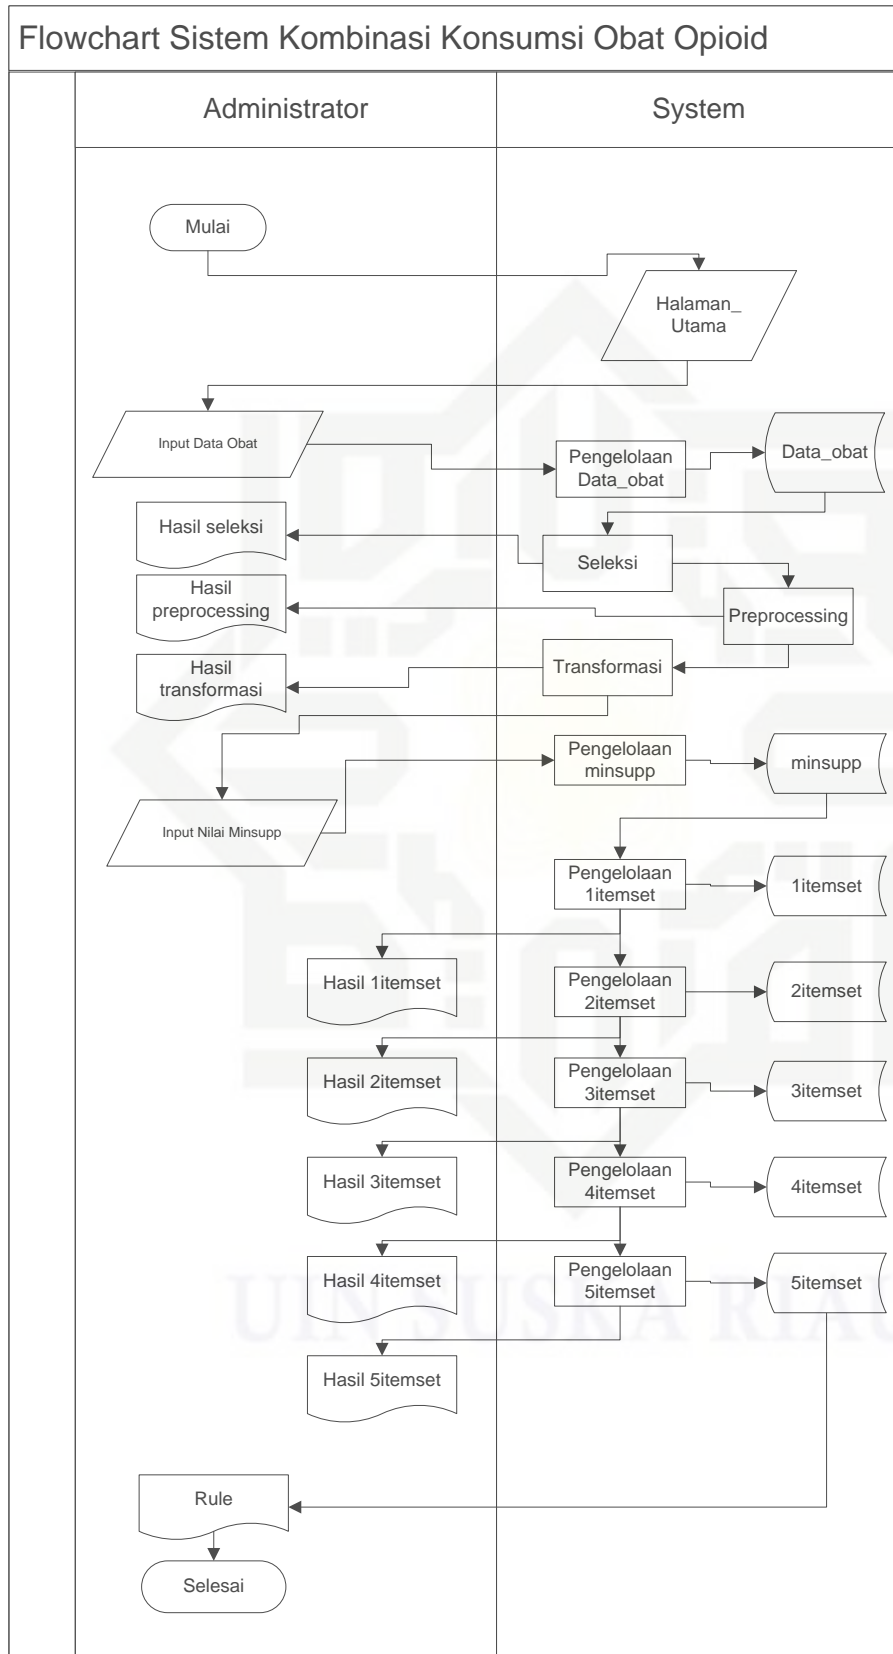 Flowchart Sistem Kombinasi Konsumsi Obat Opioid
Administrator
System
Mulai
Halaman_
Utama
Input Data Obat
Pengelolaan
Data_obat
Data_obat
Hasil seleksi
Seleksi
Hasil
preprocessing
Preprocessing
Hasil
transformasi
Transformasi
Pengelolaan
minsupp
minsupp
Input Nilai Minsupp
Pengelolaan
1itemset
1itemset
Hasil 1itemset
Pengelolaan
2itemset
2itemset
Hasil 2itemset
Pengelolaan
3itemset
3itemset
Hasil 3itemset
Pengelolaan
4itemset
4itemset
Hasil 4itemset
Pengelolaan
5itemset
5itemset
UIN SUSKA RIAU
Hasil 5itemset
Rule
Selesai